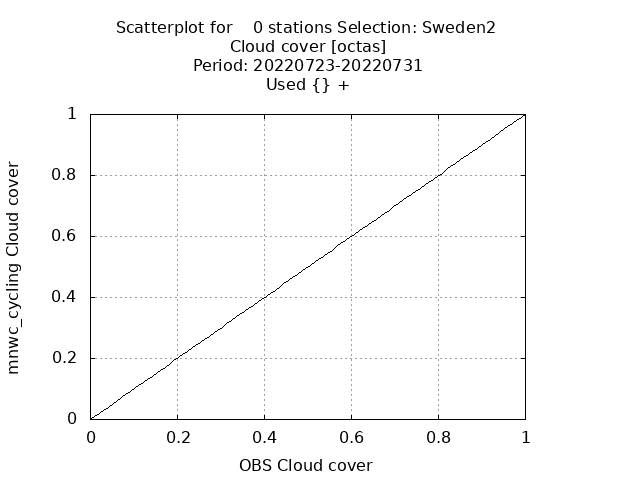 Scatterplot for    0 stations Selection: Sweden2
Cloud cover [octas]
Period: 20220723-20220731
Used {} +
1
0.8
0.6
0.4
0.2
0
mnwc_cycling Cloud cover
0 0.2 0.4 0.6 0.8 1
OBS Cloud cover